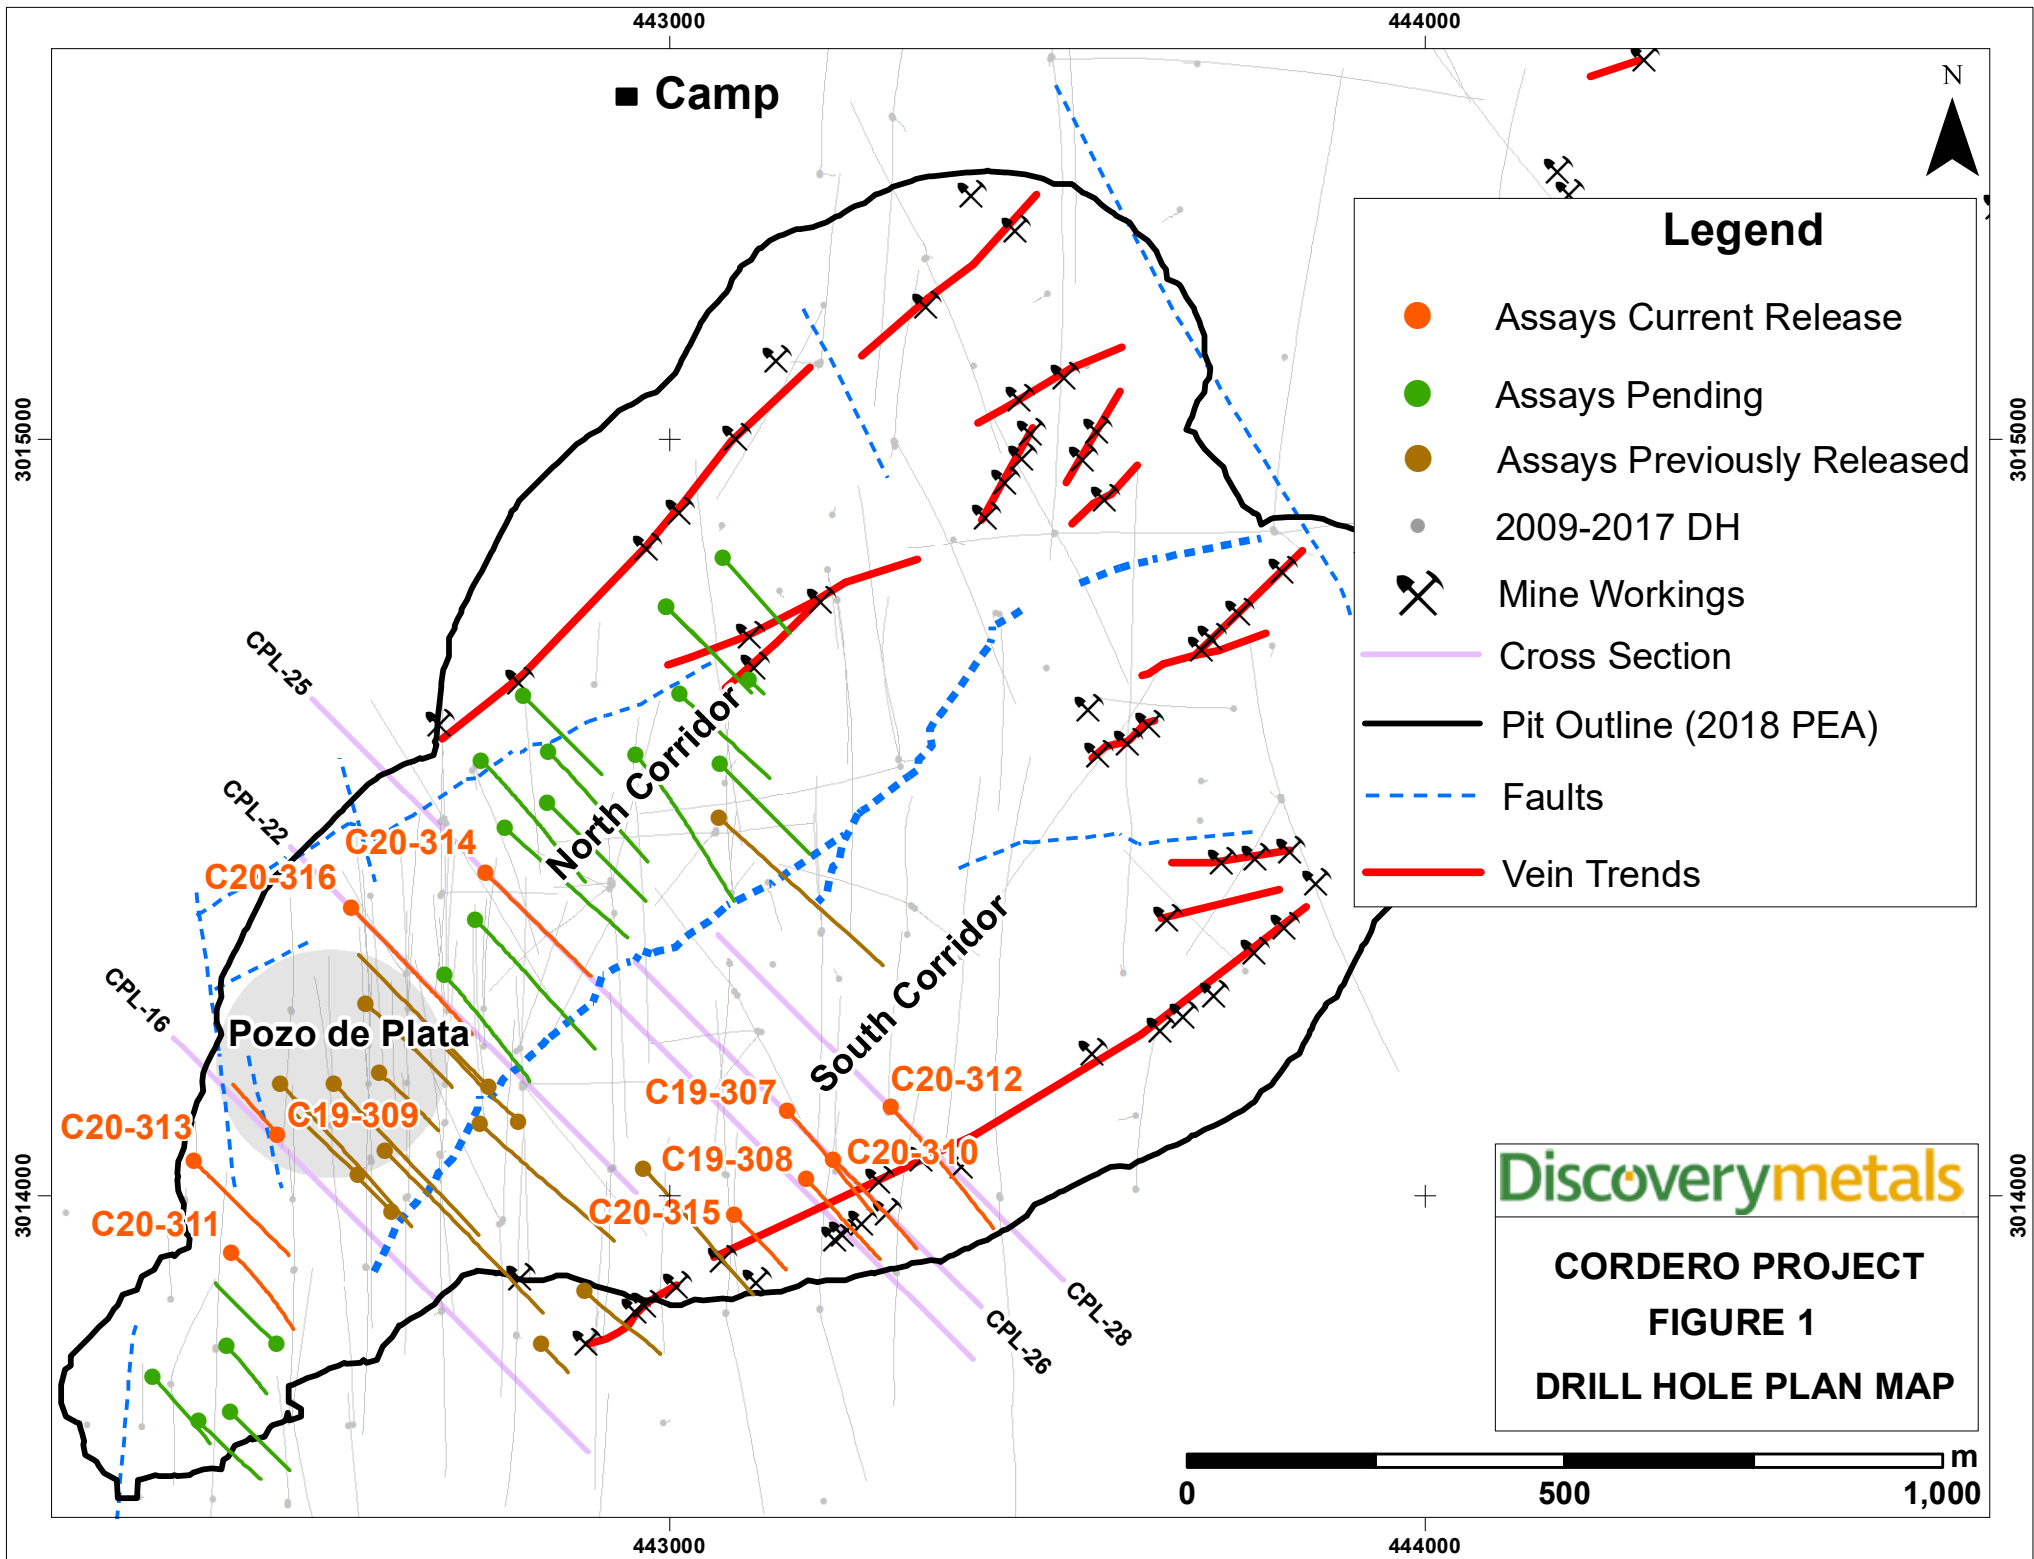 443000
444000
Camp
N
Legend
Assays Current Release
Assays Pending
Assays Previously Released
2009-2017 DH
Mine Workings
Cross Section
Pit Outline (2018 PEA)
Faults
Vein Trends
3015000
3015000
CPL-25
CPL-22
CPL-16
North Corridor
C20-314
C20-316
South Corridor
Pozo de Plata
C19-307
C20-312
C19-309
C20-313
C19-308
C20-310
C20-315
C20-311
3014000
3014000
CPL-28
CPL-26
Discoverymetals
CORDERO PROJECT
FIGURE 1
DRILL HOLE PLAN MAP
m
0
500
1,000
443000
444000